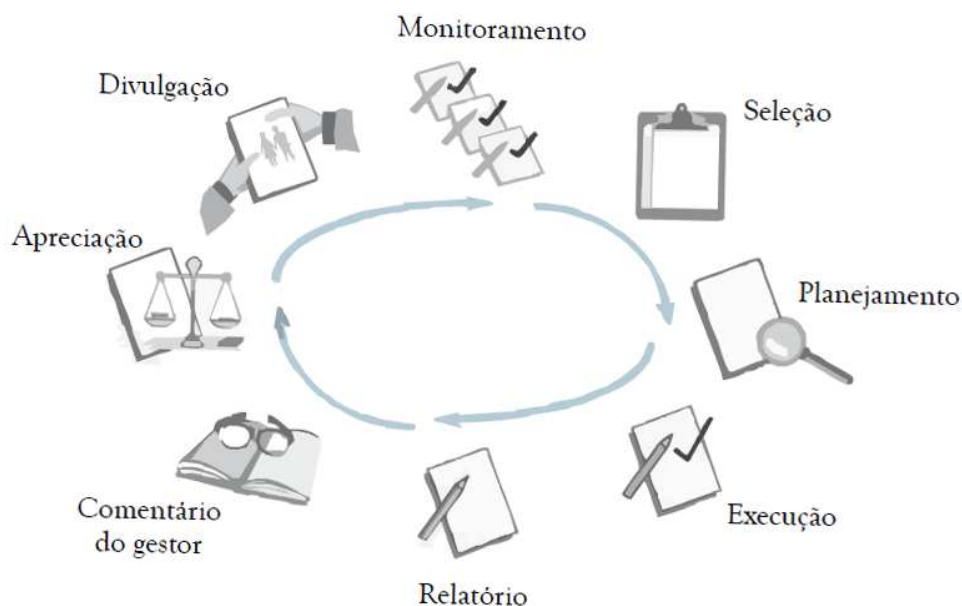 Monitoramento
Divulgação
Seleção
Apreciação
Planejamento
Comentário
do gestor
Execução
Relatório